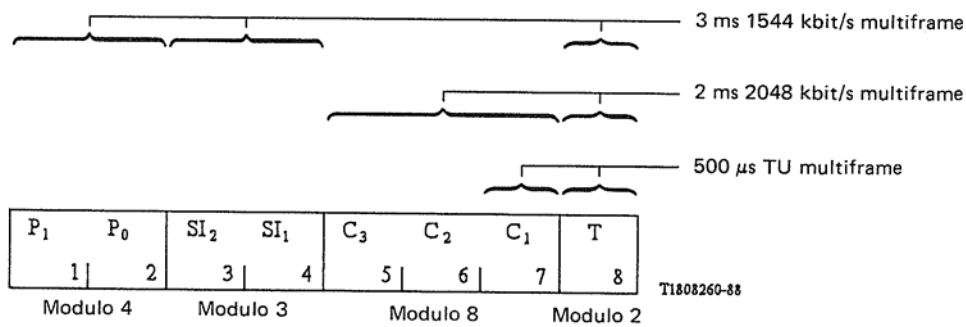 3 ms 1544 kbit/s multiframe
2 ms 2048 kbit/s multiframe
500 μs TU multiframe
P₁ P₀ SI₂ SI₁ C₃ C₂ C₁ T
1 2 3 4 5 6 7 8
T1808260-88
Modulo 4 Modulo 3 Modulo 8 Modulo 2